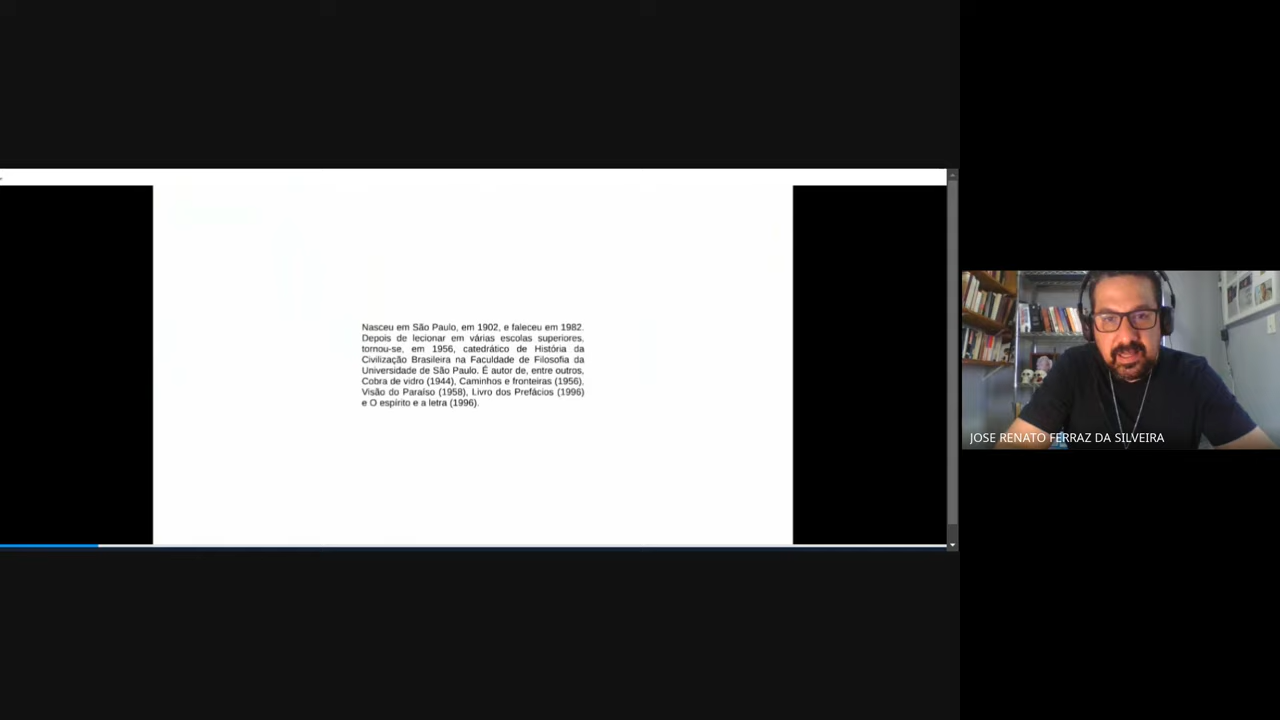 Nasceu em São Paulo, em 1902, e faleceu em 1982.
Depois de lecionar em várias escolas superiores,
tornou-se, em 1956, catedrático de História da
Civilização Brasileira na Faculdade de Filosofia da
Universidade de São Paulo. É autor de, entre outros,
Cobra de vidro (1944), Caminhos e fronteiras (1956),
Visão do Paraíso (1958), Livro dos Prefácios (1996)
e O espírito e a letra (1996).
JOSE RENATO FERRAZ DA SILVEIRA